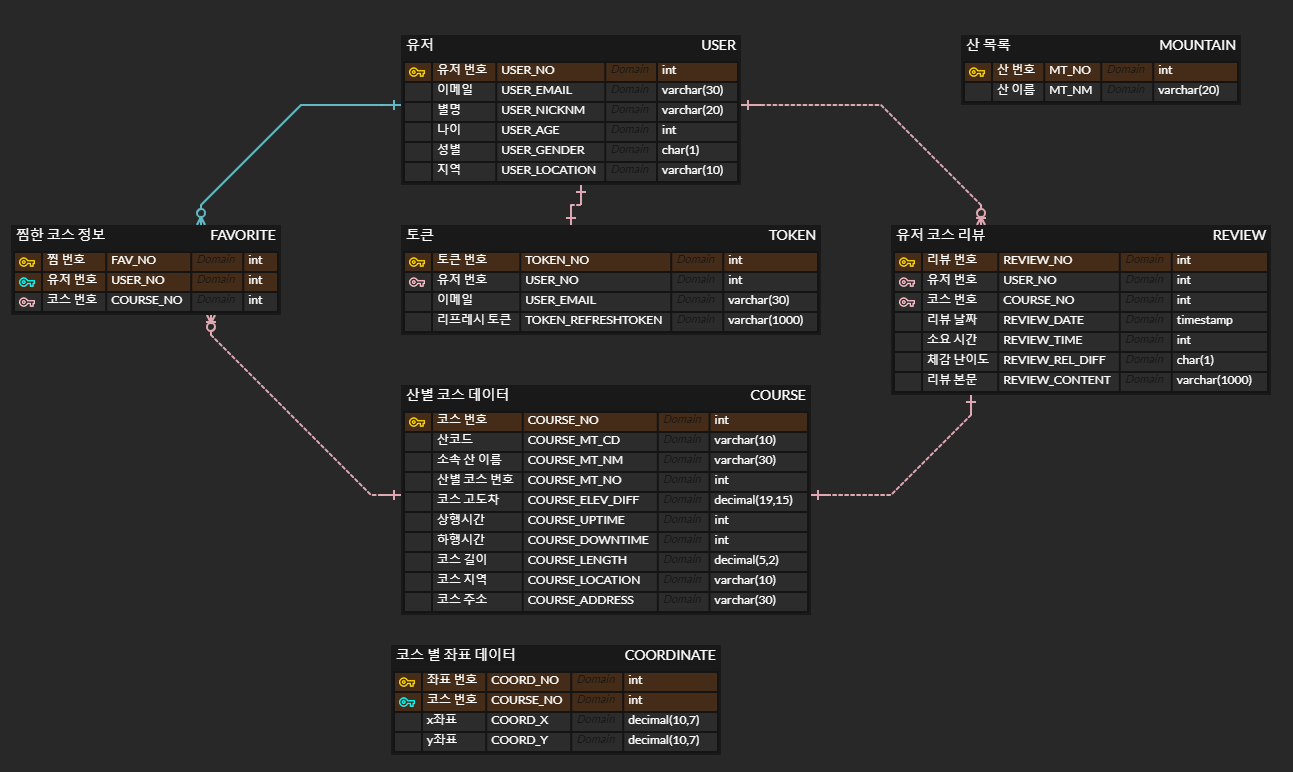 유저 USER
유저 번호 USER_NO Domain int
이메일 USER_EMAIL Domain varchar(30)
별명 USER_NICKNM Domain varchar(20)
나이 USER_AGE Domain int
성별 USER_GENDER Domain char(1)
지역 USER_LOCATION Domain varchar(10)
산 목록 MOUNTAIN
산 번호 MT_NO Domain int
산 이름 MT_NM Domain varchar(20)
찜한 코스 정보 FAVORITE
찜 번호 FAV_NO Domain int
유저 번호 USER_NO Domain int
코스 번호 COURSE_NO Domain int
토큰 TOKEN
토큰 번호 TOKEN_NO Domain int
유저 번호 USER_NO Domain int
이메일 USER_EMAIL Domain varchar(30)
리프레시 토큰 TOKEN_REFRESHTOKEN Domain varchar(1000)
유저 코스 리뷰 REVIEW
리뷰 번호 REVIEW_NO Domain int
유저 번호 USER_NO Domain int
코스 번호 COURSE_NO Domain int
리뷰 날짜 REVIEW_DATE Domain timestamp
소요 시간 REVIEW_TIME Domain int
체감 난이도 REVIEW_REL_DIFF Domain char(1)
리뷰 본문 REVIEW_CONTENT Domain varchar(1000)
산별 코스 데이터 COURSE
코스 번호 COURSE_NO Domain int
산코드 COURSE_MT_CD Domain varchar(10)
소속 산 이름 COURSE_MT_NM Domain varchar(30)
산별 코스 번호 COURSE_MT_NO Domain int
코스 고도차 COURSE_ELEV_DIFF Domain decimal(19,15)
상행시간 COURSE_UPTIME Domain int
하행시간 COURSE_DOWNTIME Domain int
코스 길이 COURSE_LENGTH Domain decimal(5,2)
코스 지역 COURSE_LOCATION Domain varchar(10)
코스 주소 COURSE_ADDRESS Domain varchar(30)
코스 별 좌표 데이터 COORDINATE
좌표 번호 COORD_NO Domain int
코스 번호 COURSE_NO Domain int
x좌표 COORD_X Domain decimal(10,7)
y좌표 COORD_Y Domain decimal(10,7)